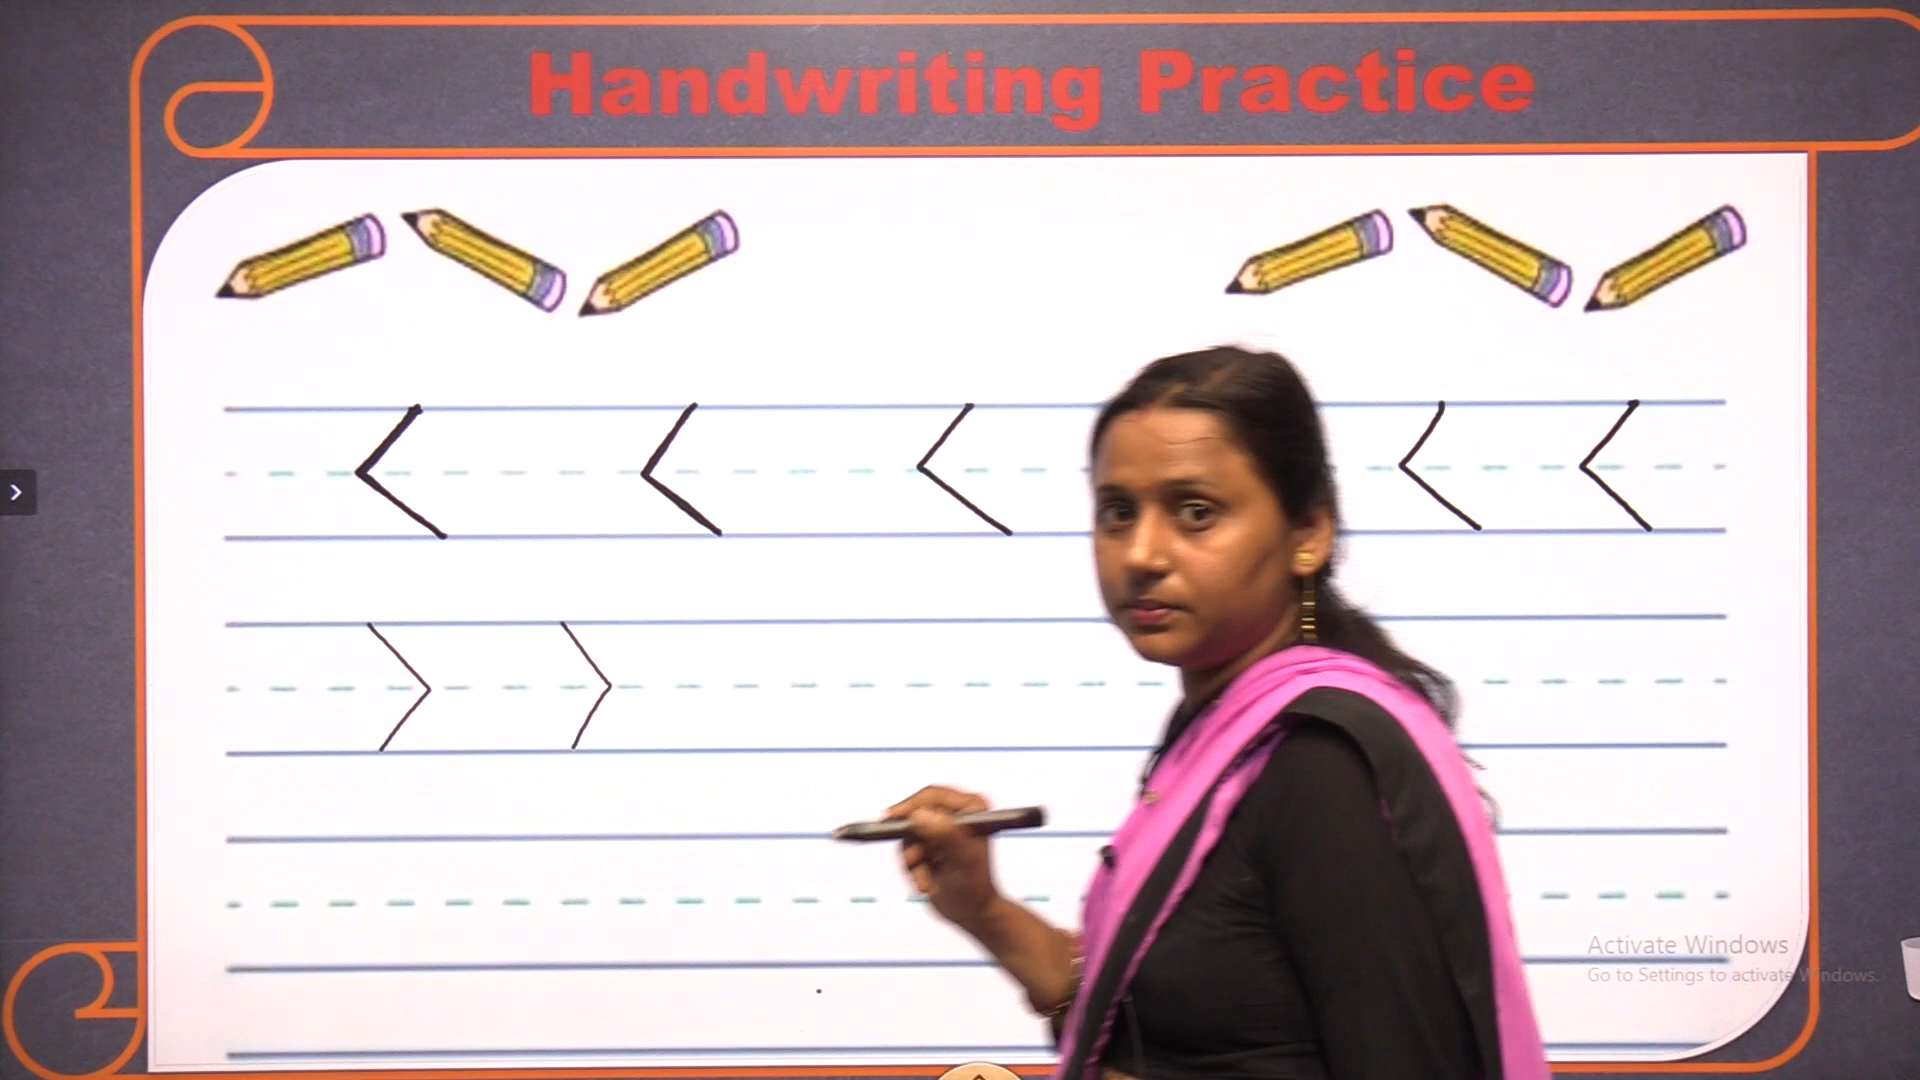 Handwriting Practice
< < < < <
> >
Activate Windows
Go to Settings to activate Windows.